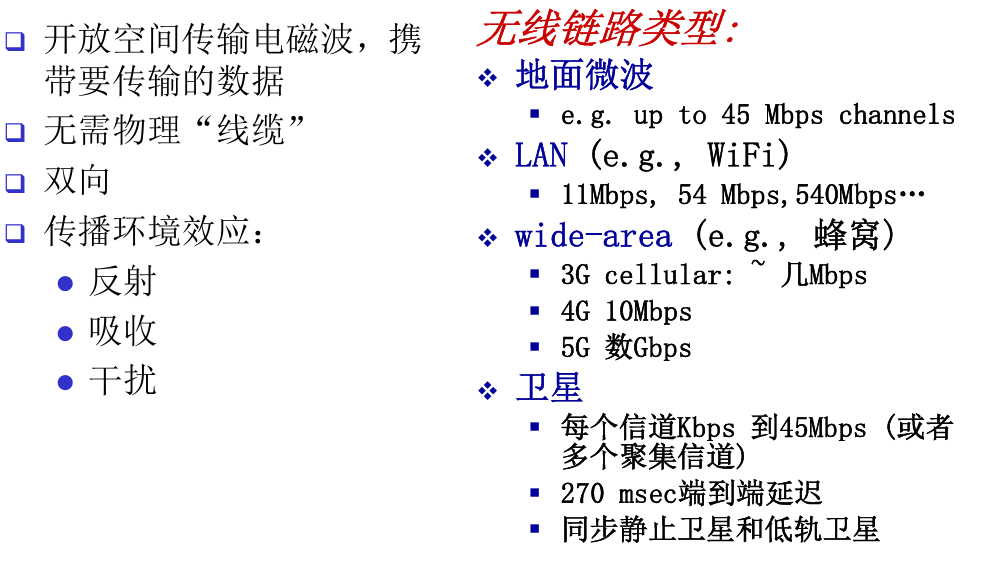 开放空间传输电磁波，携
带要传输的数据
无需物理“线缆”
双向
传播环境效应：
反射
吸收
干扰
无线链路类型:
地面微波
e.g. up to 45 Mbps channels
LAN (e.g., WiFi)
11Mbps, 54 Mbps,540Mbps…
wide-area (e.g., 蜂窝)
3G cellular: ~ 几Mbps
4G 10Mbps
5G 数Gbps
卫星
每个信道Kbps 到45Mbps (或者
多个聚集信道)
270 msec端到端延迟
同步静止卫星和低轨卫星